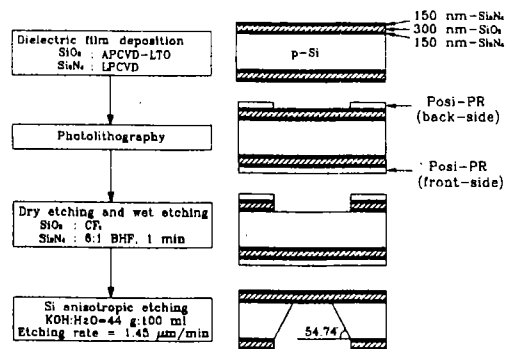 Dielectric film deposition
SiO₂ : APCVD-LTO
Si₃N₄ : LPCVD
150 nm-Si₃N₄
300 nm-SiO₂
150 nm-Si₃N₄
p-Si
Photolithography
Posi-PR
(back-side)
Posi-PR
(front-side)
Dry etching and wet etching
SiO₂ : CF₄
Si₃N₄ : 6:1 BHF, 1 min
Si anisotropic etching
KOH:H₂O=44 g:100 ml
Etching rate = 1.45 μm/min
54.74°